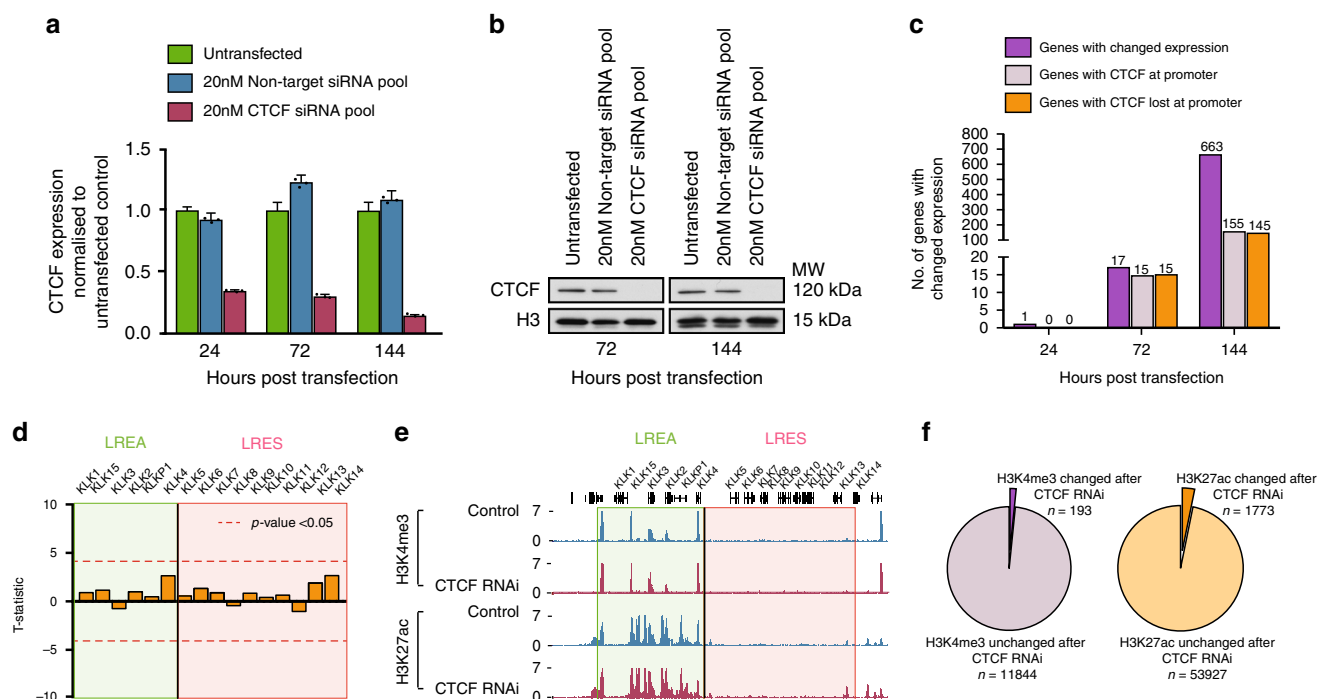 a
Untransfected
20nM Non-target siRNA pool
20nM CTCF siRNA pool
CTCF expression
normalised to
untransfected control
1.5
1.0
0.5
0.0
24
72
144
Hours post transfection
b
Untransfected
20nM Non-target siRNA pool
20nM CTCF siRNA pool
Untransfected
20nM Non-target siRNA pool
20nM CTCF siRNA pool
MW
CTCF
120 kDa
H3
15 kDa
72
144
Hours post transfection
c
Genes with changed expression
Genes with CTCF at promoter
Genes with CTCF lost at promoter
No. of genes with
changed expression
800
700
600
500
400
300
200
100
20
15
10
5
0
1
0
0
17
15
15
663
155
145
24
72
144
Hours post transfection
d
LREA
LRES
KLK1
KLK15
KLK3
KLK2
KLKP1
KLK4
KLK5
KLK6
KLK7
KLK8
KLK9
KLK10
KLK11
KLK12
KLK13
KLK14
T-statistic
10
5
0
−5
−10
p-value <0.05
e
LREA
LRES
KLK1
KLK15
KLK3
KLK2
KLKP1
KLK4
KLK5
KLK6
KLK7
KLK8
KLK9
KLK10
KLK11
KLK12
KLK13
KLK14
H3K4me3
Control
7
0
CTCF RNAi
7
0
H3K27ac
Control
7
0
CTCF RNAi
7
0
f
H3K4me3 changed after
CTCF RNAi
n = 193
H3K4me3 unchanged after
CTCF RNAi
n = 11844
H3K27ac changed after
CTCF RNAi
n = 1773
H3K27ac unchanged after
CTCF RNAi
n = 53927